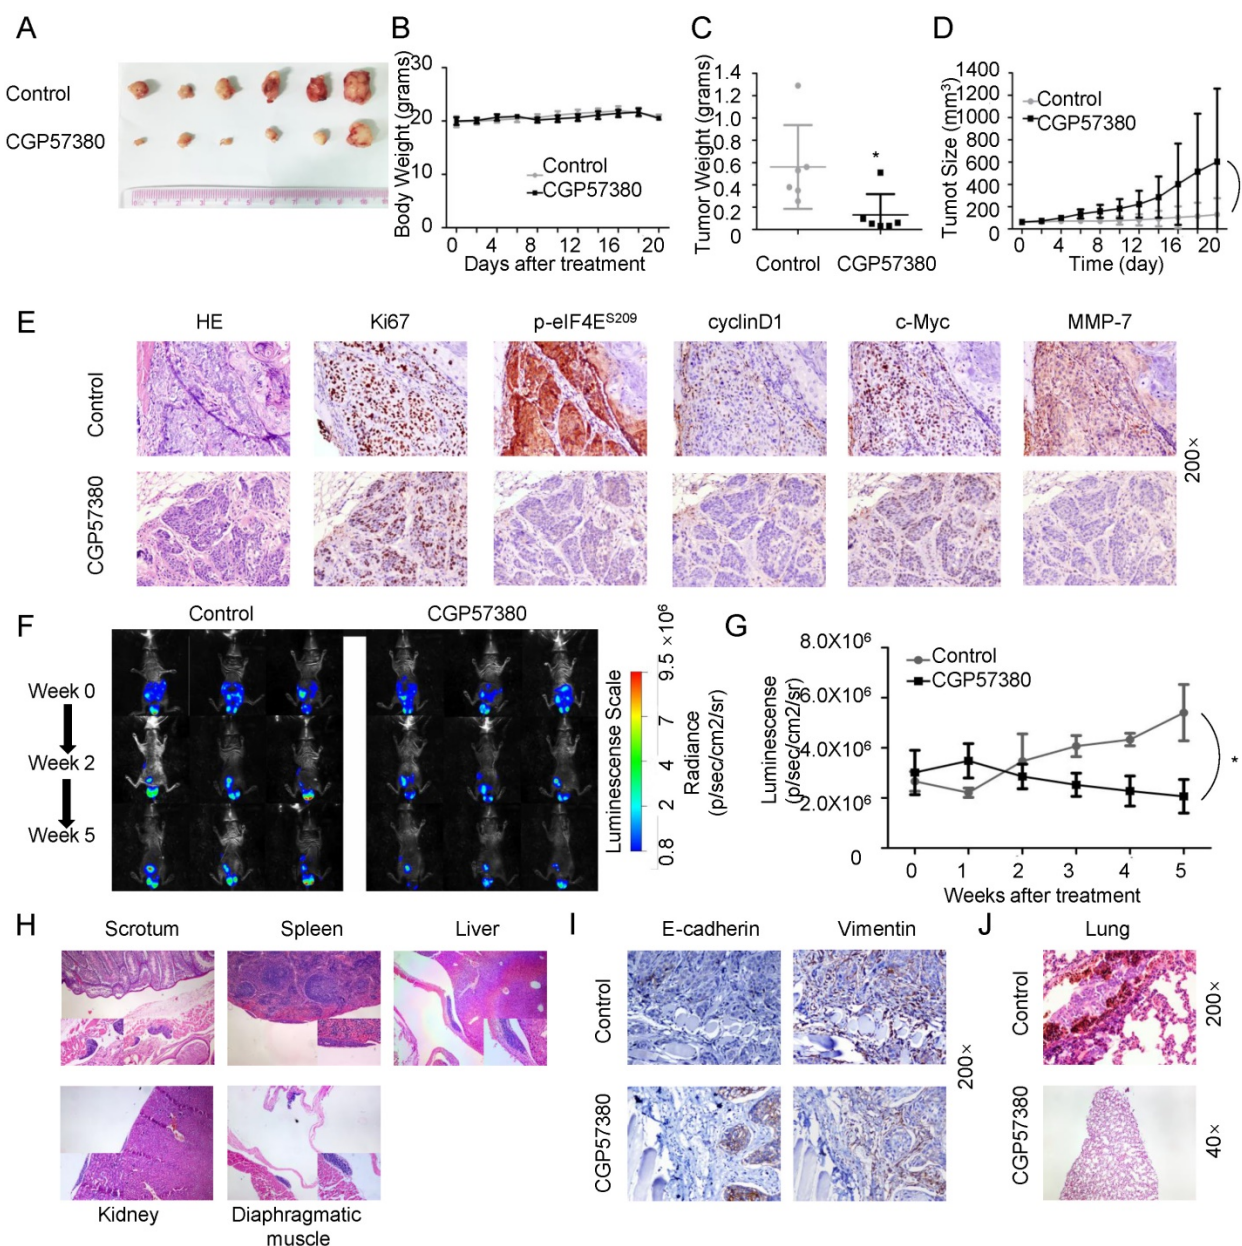 A
Control
CGP57380
B
Body Weight (grams)
30
20
10
0
Control
CGP57380
0 4 8 12 16 20
Days after treatment
C
Tumor Weight (grams)
1.4
1.2
1.0
0.8
0.6
0.4
0.2
0
*
Control CGP57380
D
Tumot Size (mm³)
1400
1200
1000
800
600
400
200
0
Control
CGP57380
0 4 8 12 16 20
Time (day)
E
HE Ki67 p-eIF4E^S209 cyclinD1 c-Myc MMP-7
Control
CGP57380
200×
F
Control CGP57380
Week 0
Week 2
Week 5
Luminescense Scale
9.5 ×10⁶
7
4
2
0.8
Radiance
(p/sec/cm2/sr)
G
Luminescense
(p/sec/cm2/sr)
8.0X10⁶
6.0X10⁶
4.0X10⁶
2.0X10⁶
0
Control
CGP57380
*
0 1 2 3 4 5
Weeks after treatment
H
Scrotum Spleen Liver
Kidney Diaphragmatic
muscle
I
E-cadherin Vimentin
Control
CGP57380
200×
J
Lung
Control
CGP57380
200×
40×